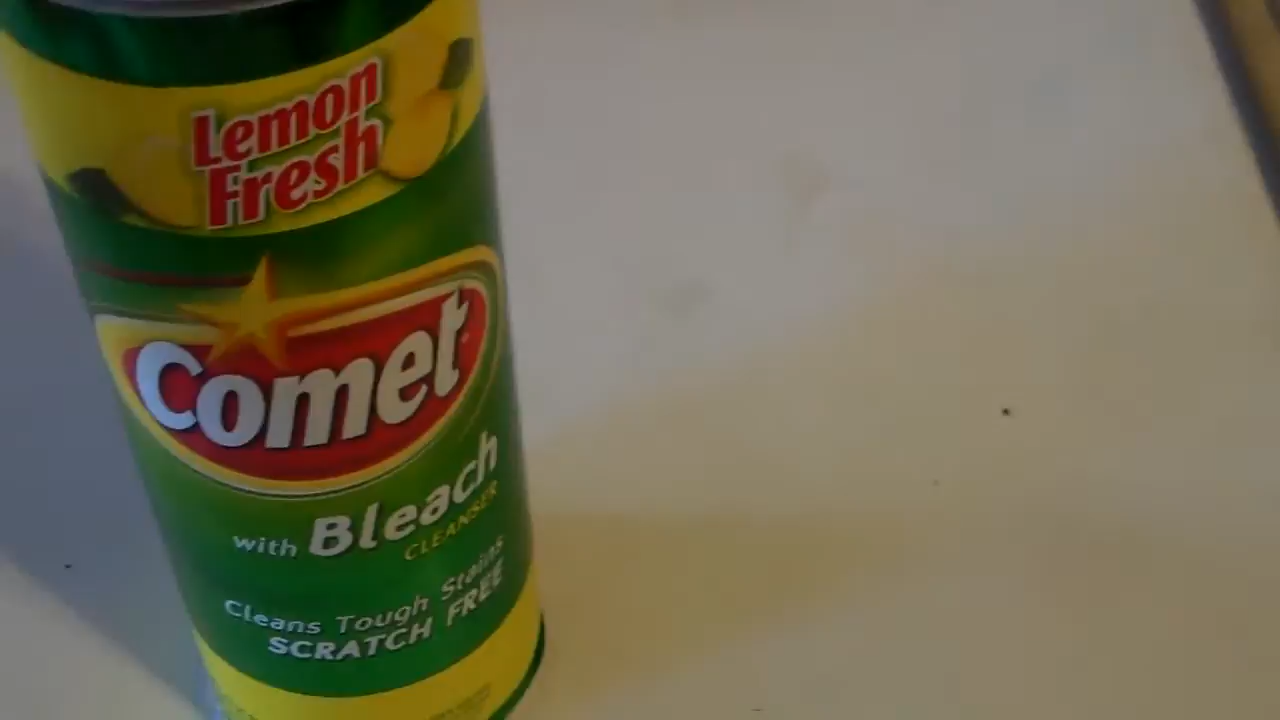 Lemon
Fresh
Comet
with Bleach
CLEANSER
Cleans Tough Stains
SCRATCH FREE